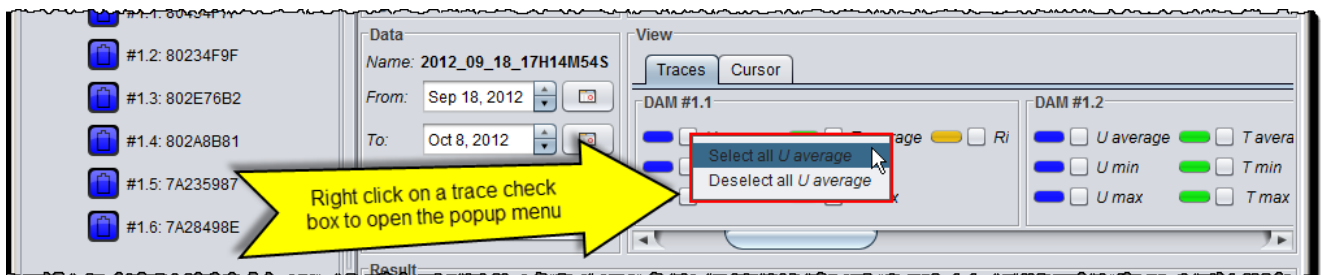 #1.2: 80234F9F
#1.3: 802E76B2
#1.4: 802A8B81
#1.5: 7A235987
#1.6: 7A28498E
Data
Name: 2012_09_18_17H14M54S
From: Sep 18, 2012
To: Oct 8, 2012
View
Traces Cursor
DAM #1.1
Ri
Select all U average
Deselect all U average
DAM #1.2
U average T avera
U min T min
U max T max
Right click on a trace check
box to open the popup menu
Result